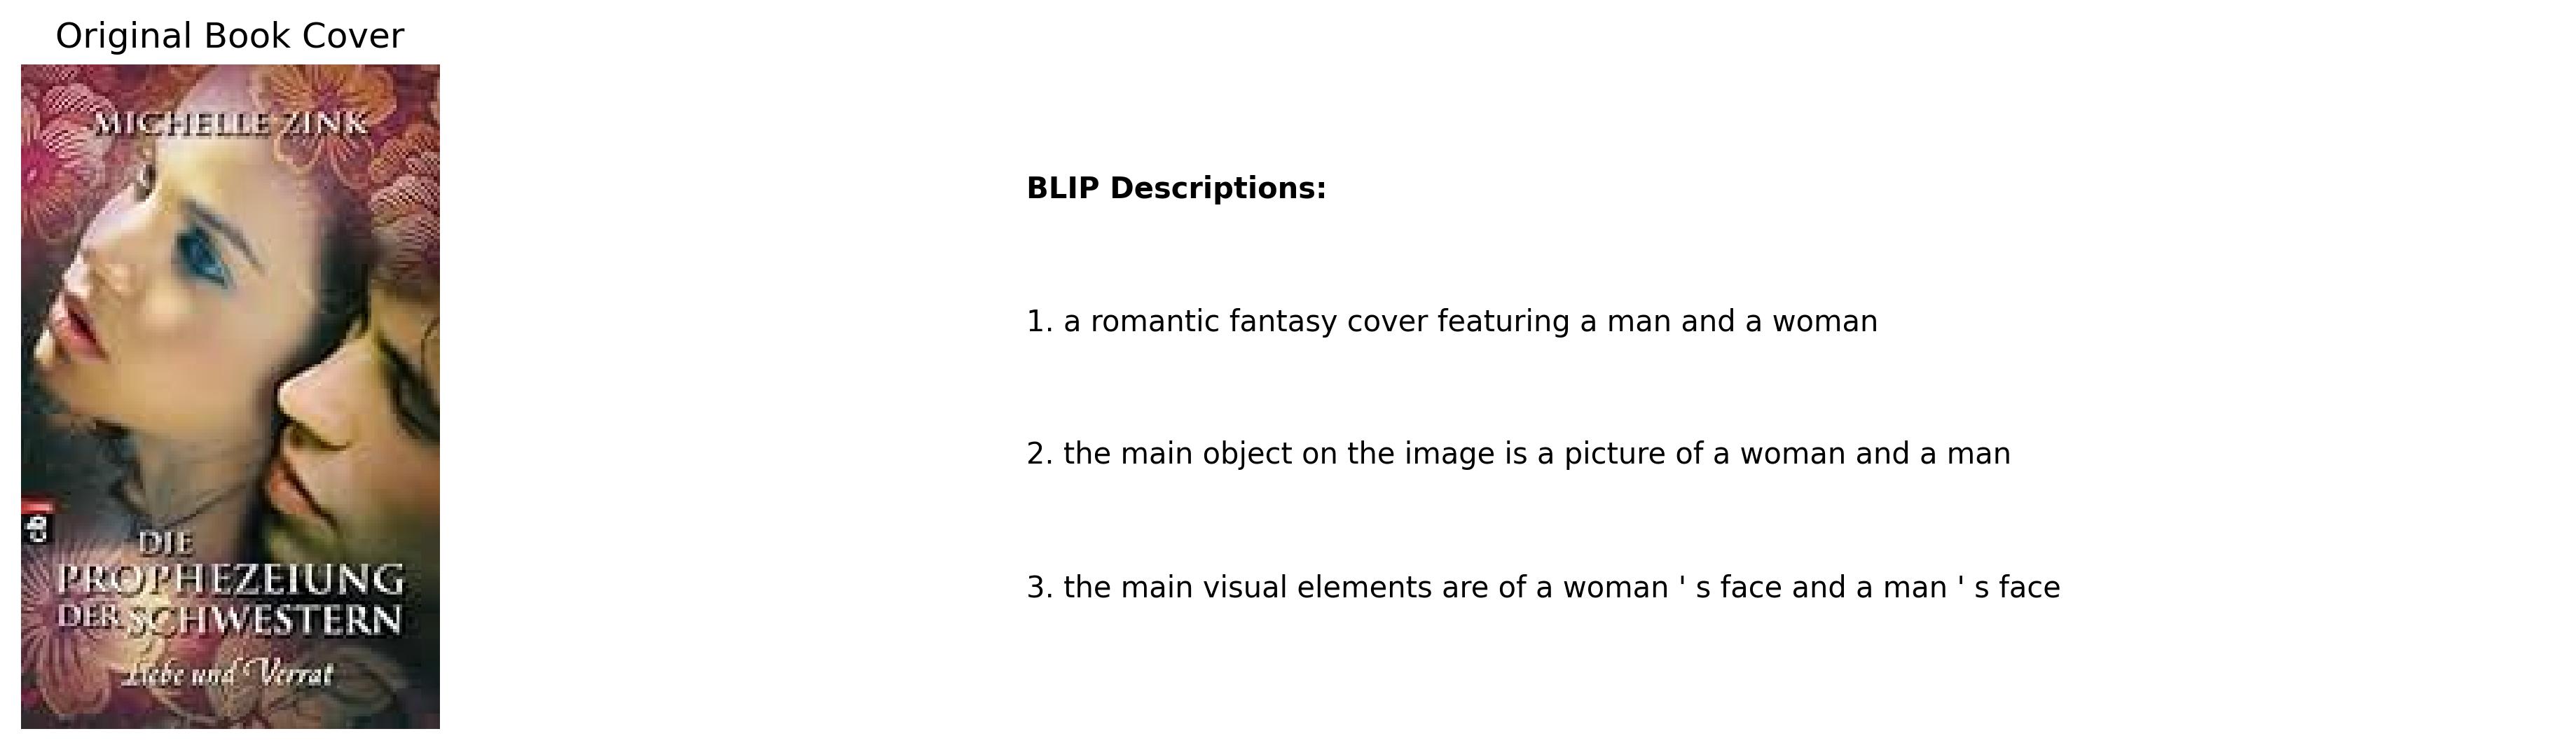 Original Book Cover
MICHELLE ZINK
DIE
PROPHEZEIUNG
DER SCHWESTERN
Liebe und Verrat
BLIP Descriptions:
1. a romantic fantasy cover featuring a man and a woman
2. the main object on the image is a picture of a woman and a man
3. the main visual elements are of a woman ' s face and a man ' s face